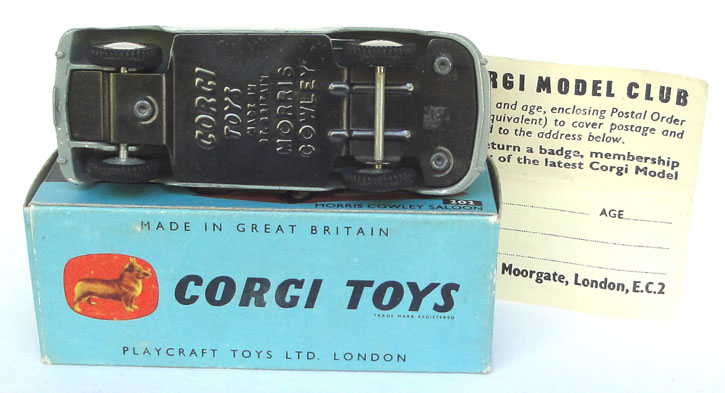 CORGI
TOYS
MADE IN
GT BRITAIN
MORRIS
COWLEY
RGI MODEL CLUB
and age, enclosing Postal Order
quivalent) to cover postage and
d to the address below.
eturn a badge, membership
of the latest Corgi Model
AGE
Moorgate, London, E.C.2
202
MORRIS COWLEY SALOON
MADE IN GREAT BRITAIN
CORGI TOYS
TRADE MARK REGISTERED
PLAYCRAFT TOYS LTD. LONDON